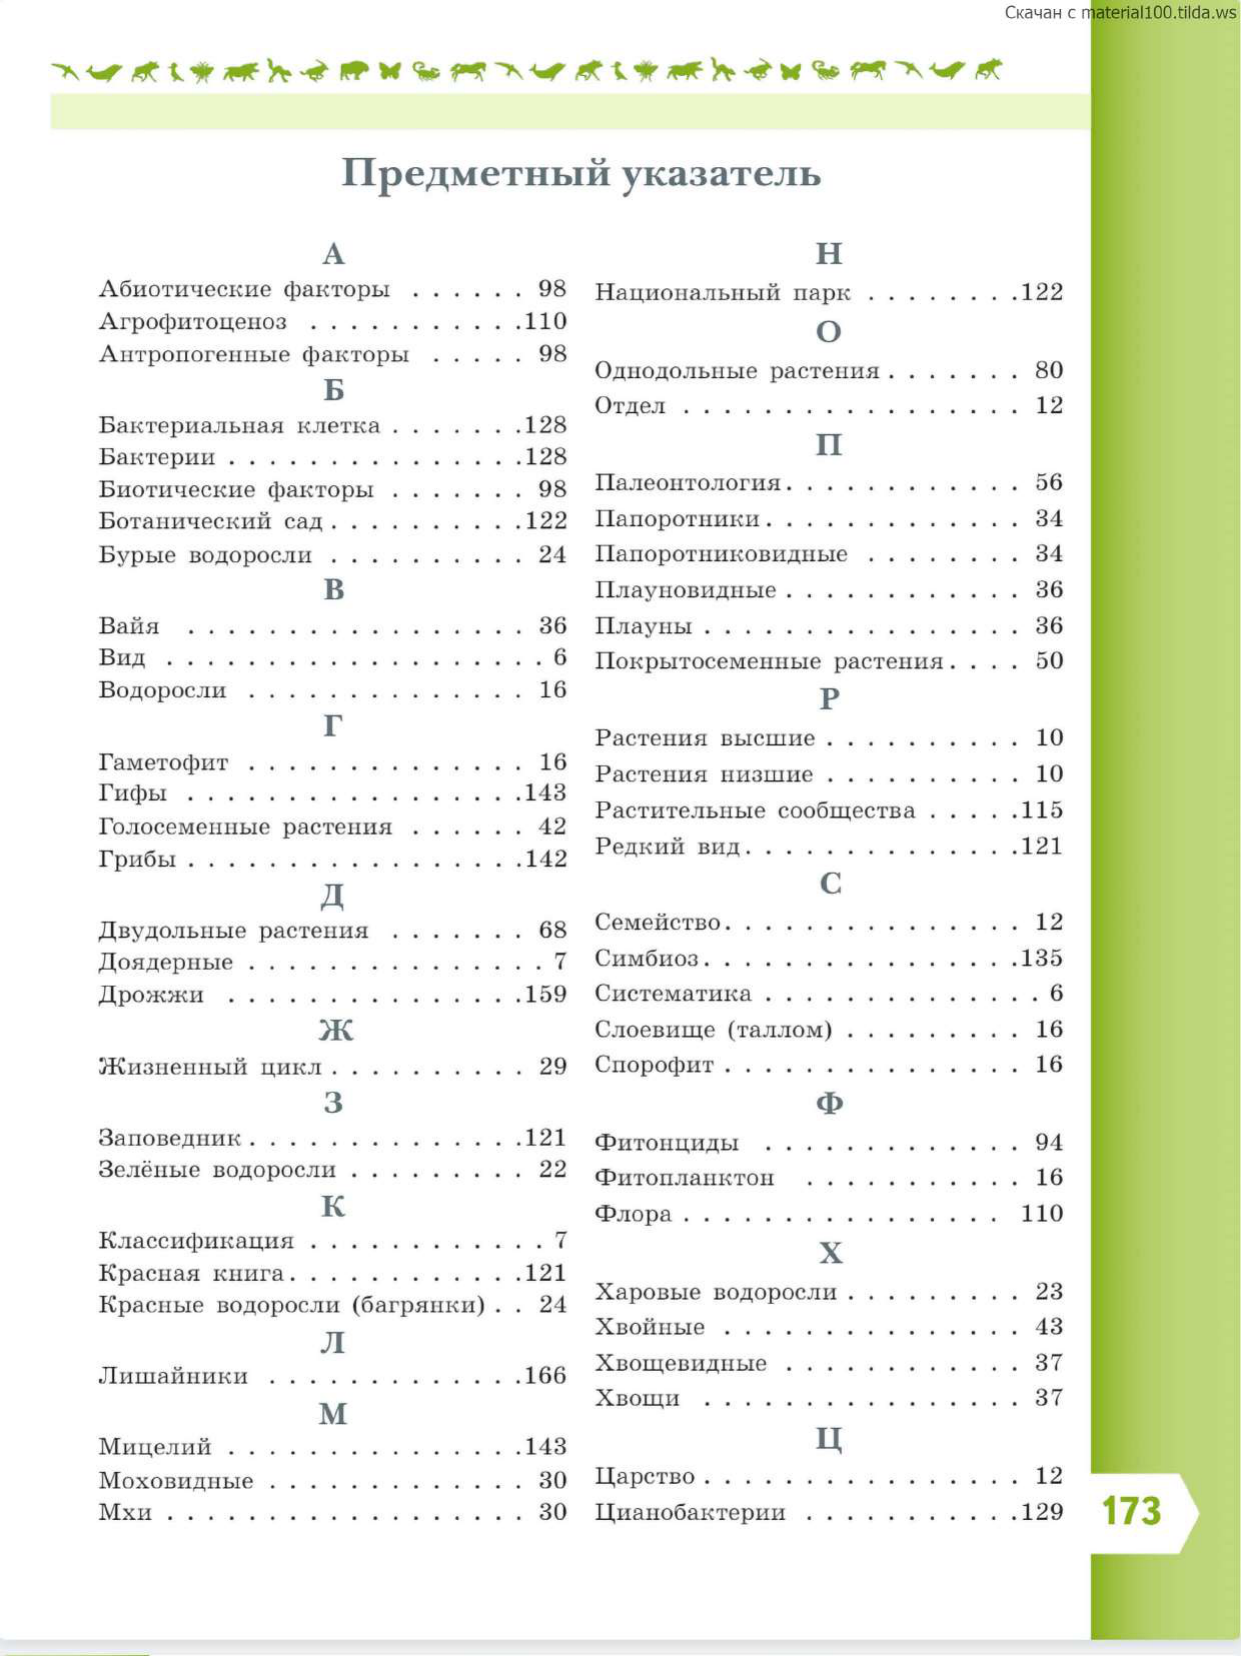 Скачан с material100.tilda.ws
Предметный указатель
А
Абиотические факторы . . . . . . 98
Агрофитоценоз . . . . . . . . . . .110
Антропогенные факторы . . . . . 98
Б
Бактериальная клетка . . . . . . .128
Бактерии . . . . . . . . . . . . . . .128
Биотические факторы . . . . . . . 98
Ботанический сад . . . . . . . . . .122
Бурые водоросли . . . . . . . . . . 24
В
Вайя . . . . . . . . . . . . . . . . . 36
Вид . . . . . . . . . . . . . . . . . . . 6
Водоросли . . . . . . . . . . . . . . 16
Г
Гаметофит . . . . . . . . . . . . . . 16
Гифы . . . . . . . . . . . . . . . . .143
Голосеменные растения . . . . . . 42
Грибы . . . . . . . . . . . . . . . . .142
Д
Двудольные растения . . . . . . . 68
Доядерные . . . . . . . . . . . . . . . 7
Дрожжи . . . . . . . . . . . . . . .159
Ж
Жизненный цикл . . . . . . . . . . 29
З
Заповедник . . . . . . . . . . . . . .121
Зелёные водоросли . . . . . . . . . 22
К
Классификация . . . . . . . . . . . . 7
Красная книга . . . . . . . . . . . .121
Красные водоросли (багрянки) . . 24
Л
Лишайники . . . . . . . . . . . . .166
М
Мицелий . . . . . . . . . . . . . . .143
Моховидные . . . . . . . . . . . . . 30
Мхи . . . . . . . . . . . . . . . . . . 30
Н
Национальный парк . . . . . . . .122
О
Однодольные растения . . . . . . . 80
Отдел . . . . . . . . . . . . . . . . . 12
П
Палеонтология . . . . . . . . . . . . 56
Папоротники . . . . . . . . . . . . . 34
Папоротниковидные . . . . . . . . 34
Плауновидные . . . . . . . . . . . . 36
Плауны . . . . . . . . . . . . . . . . 36
Покрытосеменные растения . . . . 50
Р
Растения высшие . . . . . . . . . . 10
Растения низшие . . . . . . . . . . 10
Растительные сообщества . . . . .115
Редкий вид . . . . . . . . . . . . . .121
С
Семейство . . . . . . . . . . . . . . . 12
Симбиоз . . . . . . . . . . . . . . . .135
Систематика . . . . . . . . . . . . . . 6
Слоевище (таллом) . . . . . . . . . 16
Спорофит . . . . . . . . . . . . . . . 16
Ф
Фитонциды . . . . . . . . . . . . . 94
Фитопланктон . . . . . . . . . . . 16
Флора . . . . . . . . . . . . . . . . 110
Х
Харовые водоросли . . . . . . . . . 23
Хвойные . . . . . . . . . . . . . . . 43
Хвощевидные . . . . . . . . . . . . 37
Хвощи . . . . . . . . . . . . . . . . 37
Ц
Царство . . . . . . . . . . . . . . . . 12
Цианобактерии . . . . . . . . . . .129
173